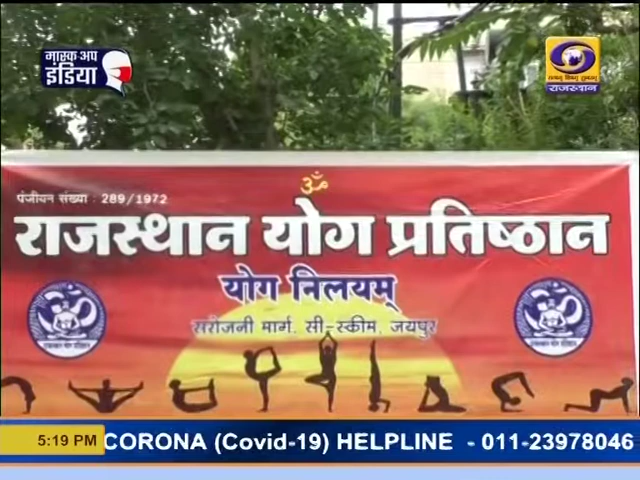 मास्क अप
इंडिया
राजस्थान
पंजीयन संख्या : 289/1972
ॐ
राजस्थान योग प्रतिष्ठान
योग निलयम्
सरोजनी मार्ग, सी-स्कीम, जयपुर
5:19 PM
CORONA (Covid-19) HELPLINE - 011-23978046